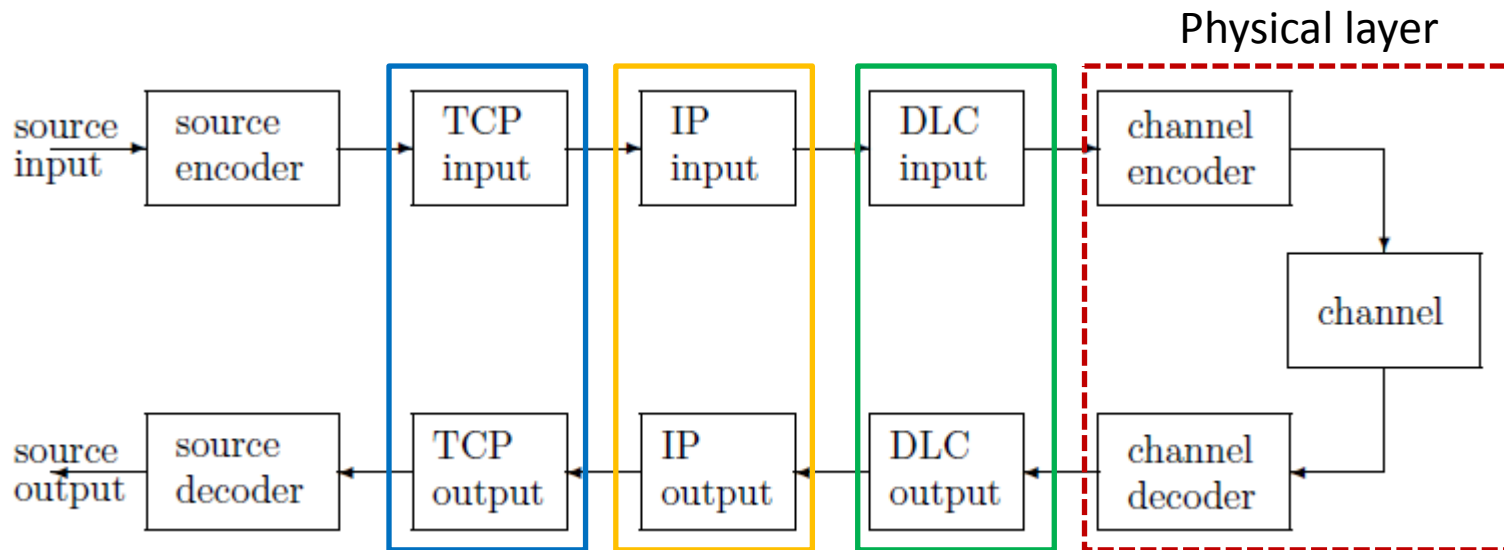 Physical layer
source
input
source
encoder
TCP
input
IP
input
DLC
input
channel
encoder
channel
source
output
source
decoder
TCP
output
IP
output
DLC
output
channel
decoder